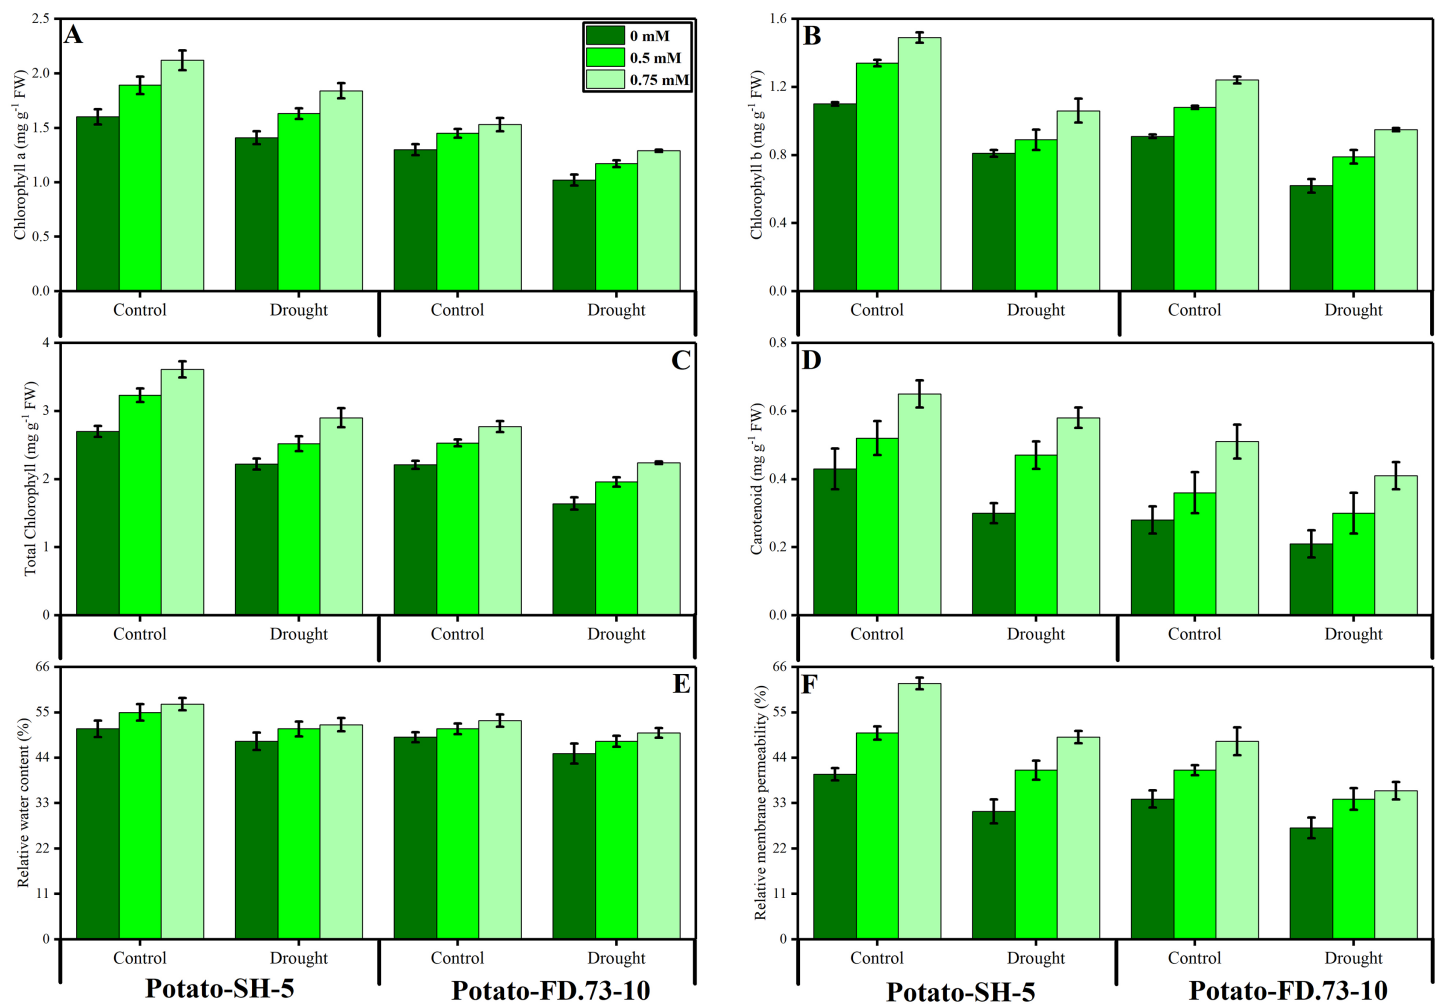 A
0 mM
0.5 mM
0.75 mM
Chlorophyll a (mg g⁻¹ FW)
2.5
2.0
1.5
1.0
0.5
0.0
Control
Drought
Control
Drought
B
Chlorophyll b (mg g⁻¹ FW)
1.6
1.2
0.8
0.4
0.0
Control
Drought
Control
Drought
C
Total Chlorophyll (mg g⁻¹ FW)
4
3
2
1
0
Control
Drought
Control
Drought
D
Carotenoid (mg g⁻¹ FW)
0.8
0.6
0.4
0.2
0.0
Control
Drought
Control
Drought
E
Relative water content (%)
66
55
44
33
22
11
0
Control
Drought
Control
Drought
Potato-SH-5
Potato-FD.73-10
F
Relative membrane permeability (%)
66
55
44
33
22
11
0
Control
Drought
Control
Drought
Potato-SH-5
Potato-FD.73-10